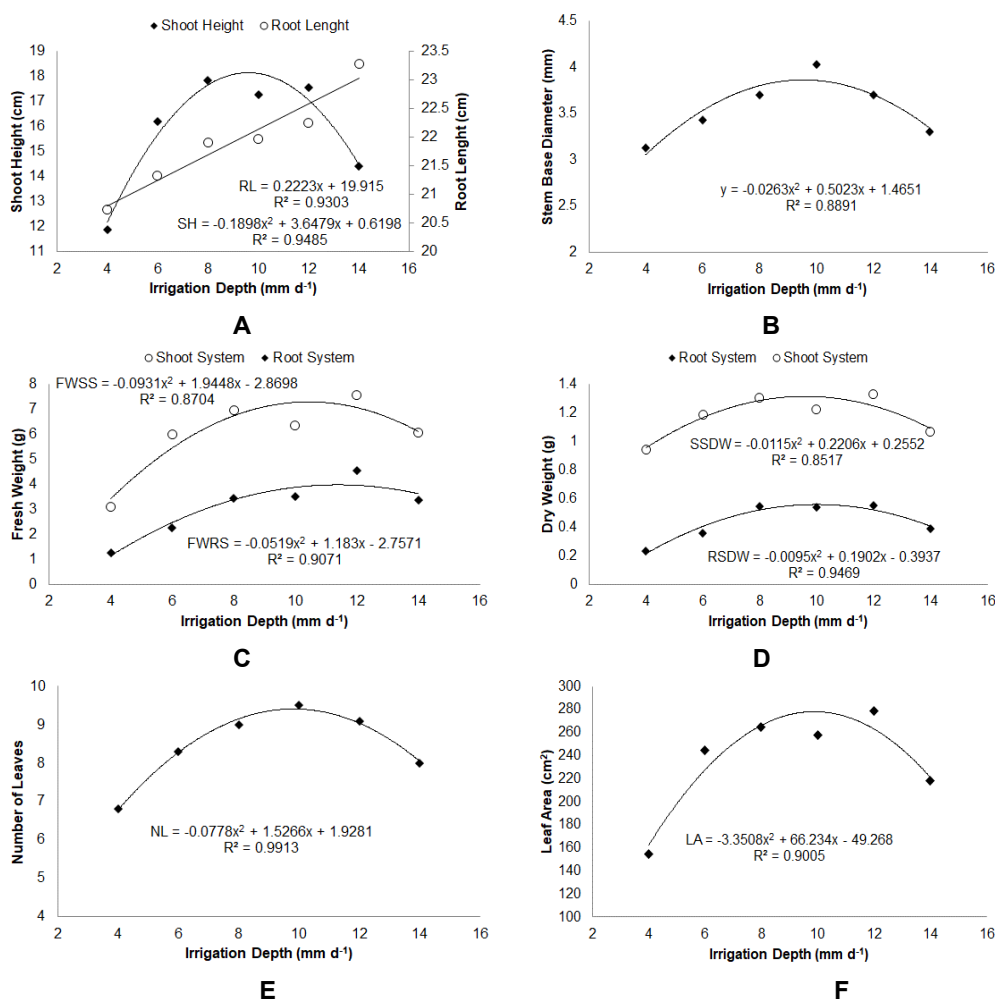 ◆ Shoot Height ○ Root Lenght
19
18
17
16
15
14
13
12
11
Shoot Height (cm)
23.5
23
22.5
22
21.5
21
20.5
20
Root Lenght (cm)
RL = 0.2223x + 19.915
R² = 0.9303
SH = -0.1898x² + 3.6479x + 0.6198
R² = 0.9485
2 4 6 8 10 12 14 16
Irrigation Depth (mm d⁻¹)
A
4
3.5
3
2.5
2
Stem Base Diameter (mm)
y = -0.0263x² + 0.5023x + 1.4651
R² = 0.8891
2 4 6 8 10 12 14 16
Irrigation Depth (mm d⁻¹)
B
○ Shoot System ◆ Root System
FWSS = -0.0931x² + 1.9448x - 2.8698
R² = 0.8704
8
7
6
5
4
3
2
1
0
Fresh Weight (g)
FWRS = -0.0519x² + 1.183x - 2.7571
R² = 0.9071
2 4 6 8 10 12 14 16
Irrigation Depth (mm d⁻¹)
C
◆ Root System ○ Shoot System
1.4
1.2
1
0.8
0.6
0.4
0.2
0
Dry Weight (g)
SSDW = -0.0115x² + 0.2206x + 0.2552
R² = 0.8517
RSDW = -0.0095x² + 0.1902x - 0.3937
R² = 0.9469
2 4 6 8 10 12 14 16
Irrigation Depth (mm d⁻¹)
D
10
9
8
7
6
5
4
Number of Leaves
NL = -0.0778x² + 1.5266x + 1.9281
R² = 0.9913
2 4 6 8 10 12 14 16
Irrigation Depth (mm d⁻¹)
E
300
280
260
240
220
200
180
160
140
120
100
Leaf Area (cm²)
LA = -3.3508x² + 66.234x - 49.268
R² = 0.9005
2 4 6 8 10 12 14 16
Irrigation Depth (mm d⁻¹)
F